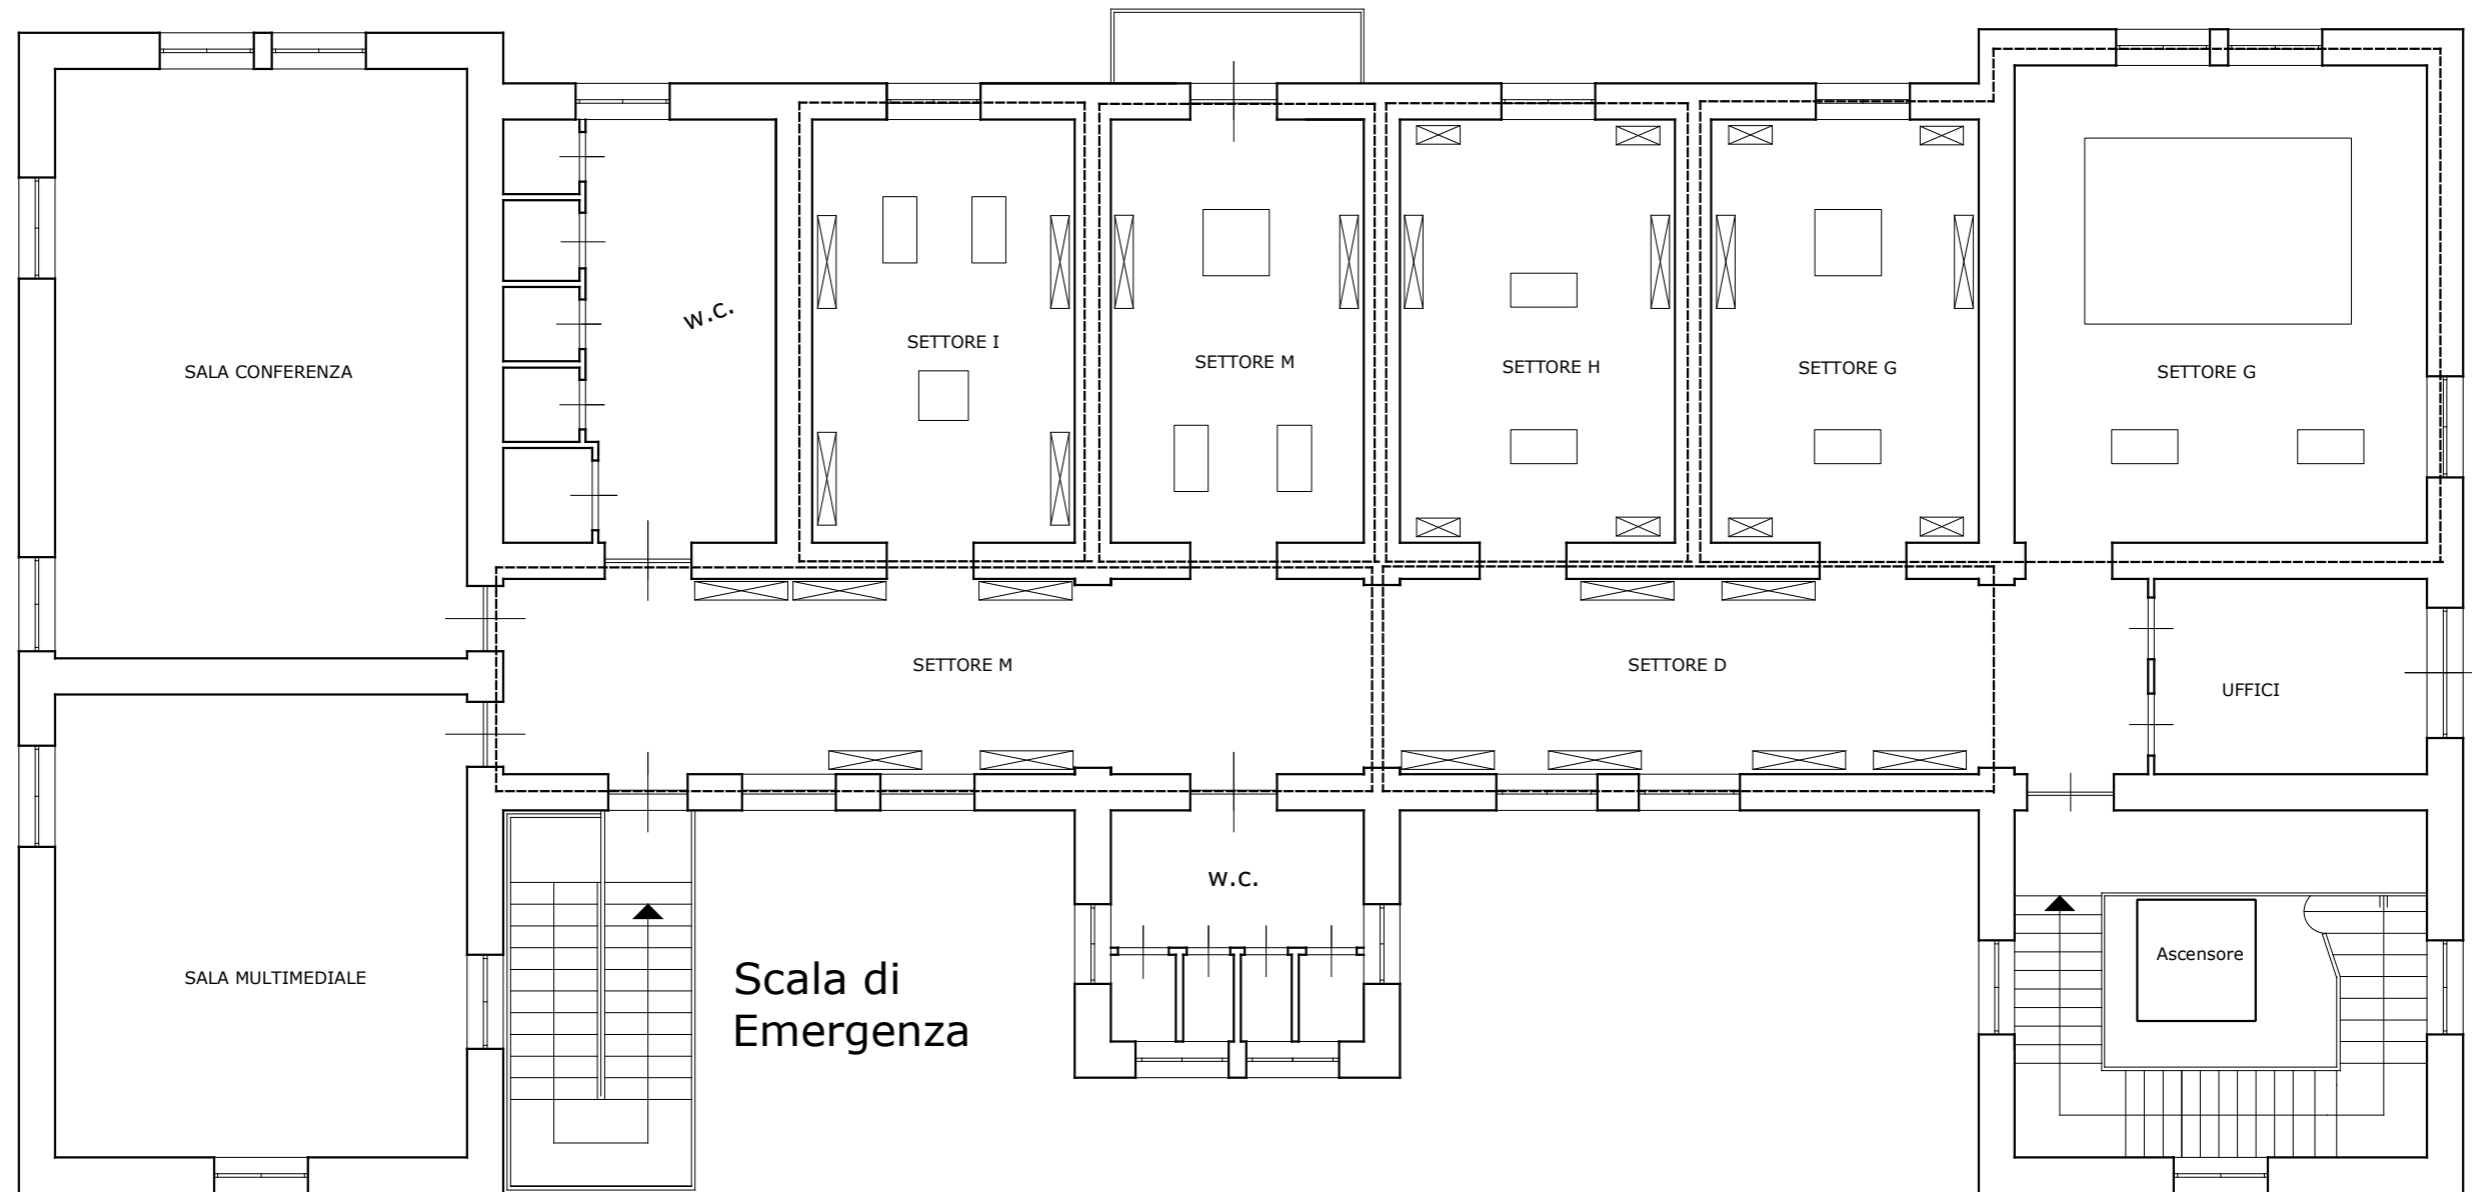 w.c.
SETTORE I
SETTORE M
SETTORE H
SETTORE G
SETTORE G
SALA CONFERENZA
SETTORE M
SETTORE D
UFFICI
w.c.
SALA MULTIMEDIALE
Scala di
Emergenza
Ascensore